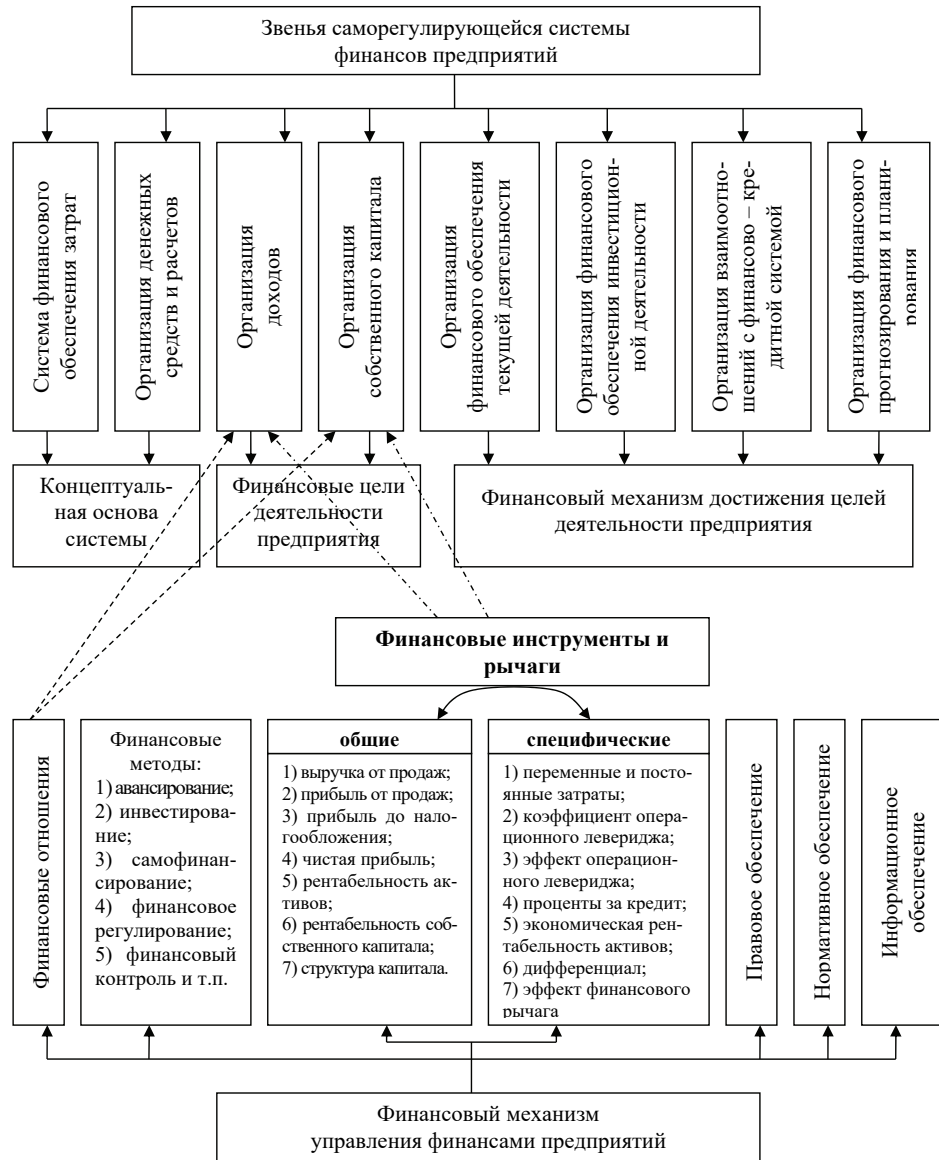 Звенья саморегулирующейся системы
финансов предприятий
Система финансового
обеспечения затрат
Организация денежных
средств и расчетов
Организация
доходов
Организация
собственного капитала
Организация
финансового обеспечения
текущей деятельности
Организация финансового
обеспечения инвестицион-
ной деятельности
Организация взаимоотно-
шений с финансово – кре-
дитной системой
Организация финансового
прогнозирования и плани-
рования
Концептуаль-
ная основа
системы
Финансовые цели
деятельности
предприятия
Финансовый механизм достижения целей
деятельности предприятия
Финансовые инструменты и
рычаги
Финансовые отношения
Финансовые
методы:
1) авансирование;
2) инвестирова-
ние;
3) самофинан-
сирование;
4) финансовое
регулирование;
5) финансовый
контроль и т.п.
общие
1) выручка от продаж;
2) прибыль от продаж;
3) прибыль до нало-
гообложения;
4) чистая прибыль;
5) рентабельность ак-
тивов;
6) рентабельность соб-
ственного капитала;
7) структура капитала.
специфические
1) переменные и посто-
янные затраты;
2) коэффициент опера-
ционного левериджа;
3) эффект операцион-
ного левериджа;
4) проценты за кредит;
5) экономическая рен-
табельность активов;
6) дифференциал;
7) эффект финансового
рычага
Правовое обеспечение
Нормативное обеспечение
Информационное
обеспечение
Финансовый механизм
управления финансами предприятий